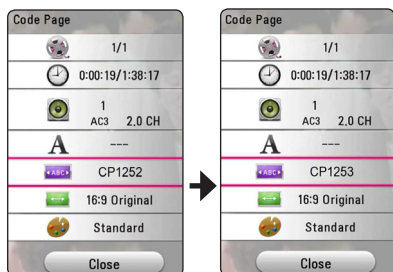 Code Page
1/1
0:00:19/1:38:17
1
AC3 2.0 CH
A
---
ABC
CP1252
16:9 Original
Standard
Close
Code Page
1/1
0:00:19/1:38:17
1
AC3 2.0 CH
A
---
ABC
CP1253
16:9 Original
Standard
Close